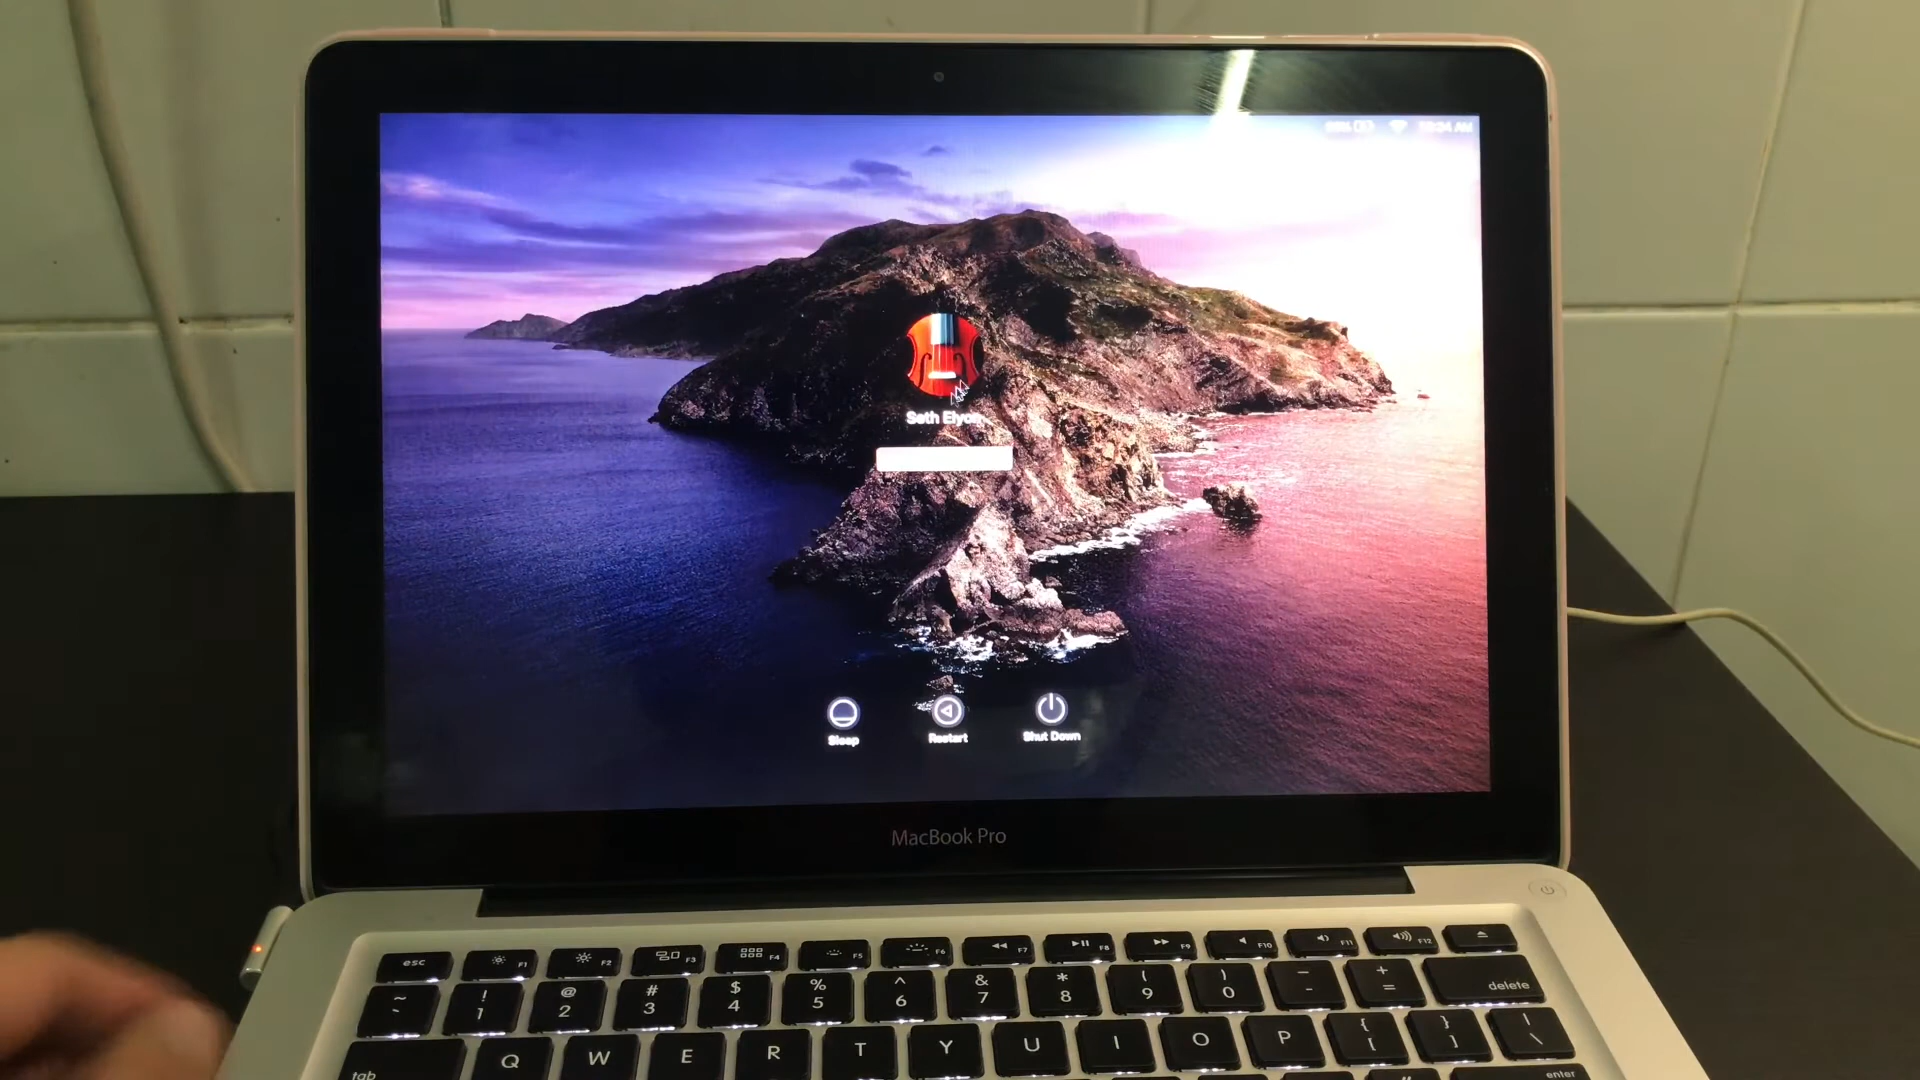 Seth Elyon
Sleep
Restart
Shut Down
MacBook Pro
esc F1 F2 F3 F4 F5 F6 F7 F8 F9 F10 F11 F12
~ ! @ # $ % ^ & * ( ) _ +
` 1 2 3 4 5 6 7 8 9 0 - = delete
tab Q W E R T Y U I O P { [ } ] | \
enter